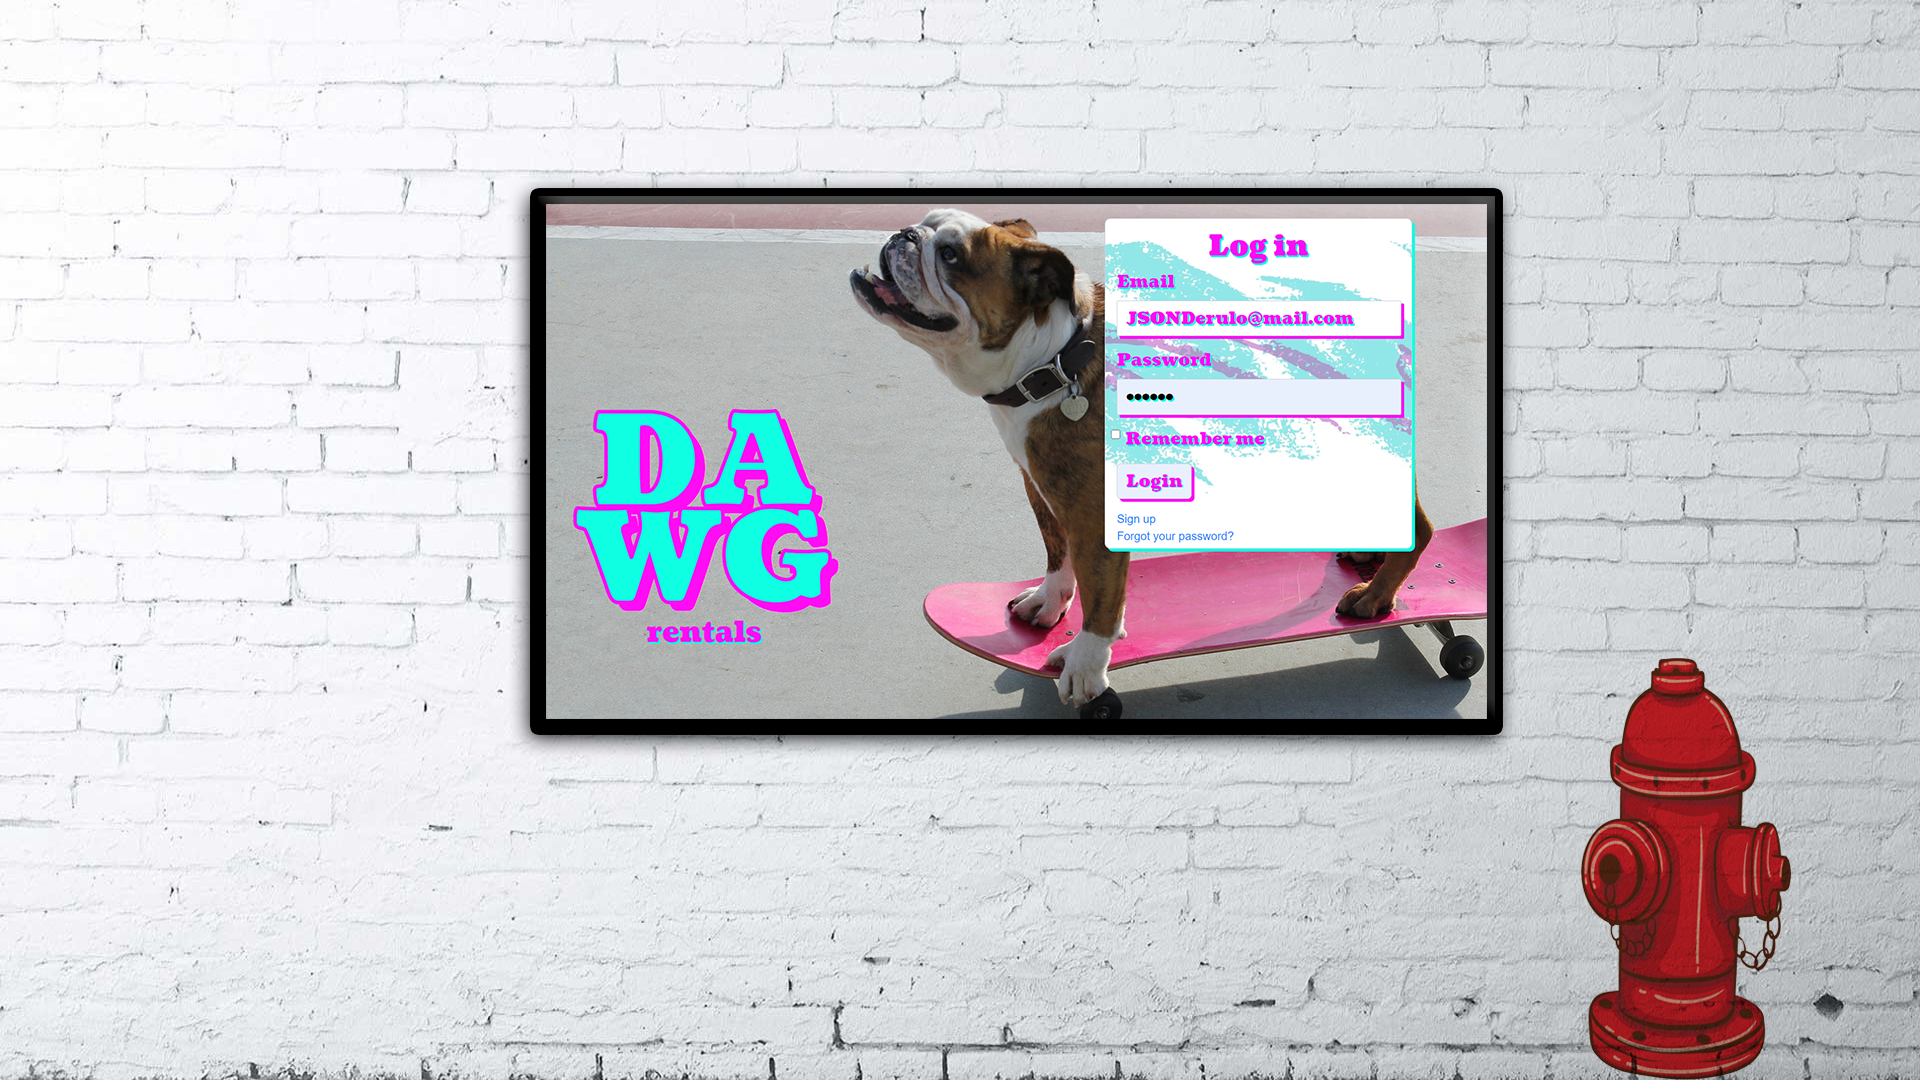 Log in
Email
JSONDerulo@mail.com
Password
••••••
Remember me
Login
Sign up
Forgot your password?
DA
WG
rentals